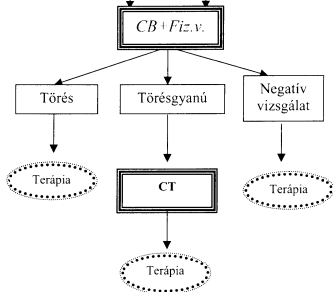 CB+Fiz.v.
Törés
Törésgyanú
Negatív
vizsgálat
Terápia
CT
Terápia
Terápia